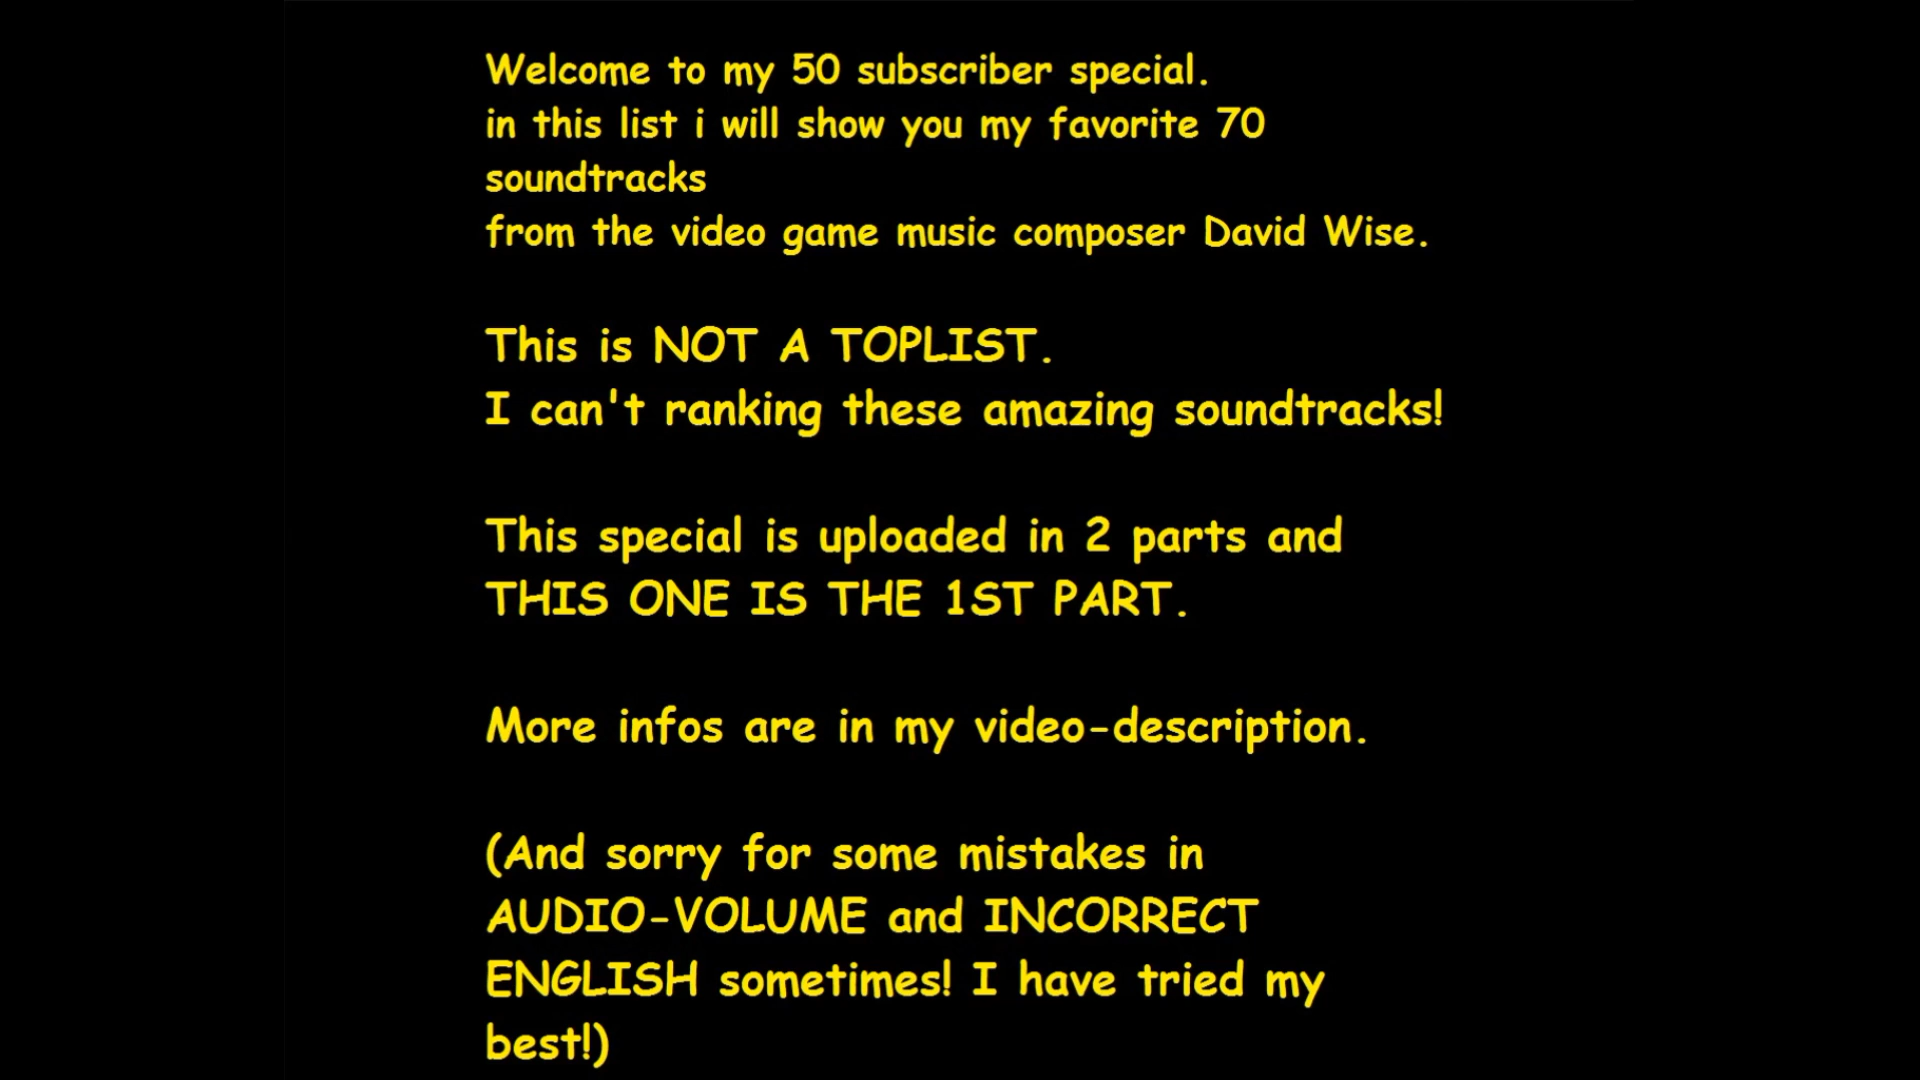 Welcome to my 50 subscriber special.
in this list i will show you my favorite 70
soundtracks
from the video game music composer David Wise.
This is NOT A TOPLIST.
I can't ranking these amazing soundtracks!
This special is uploaded in 2 parts and
THIS ONE IS THE 1ST PART.
More infos are in my video-description.
(And sorry for some mistakes in
AUDIO-VOLUME and INCORRECT
ENGLISH sometimes! I have tried my
best!)